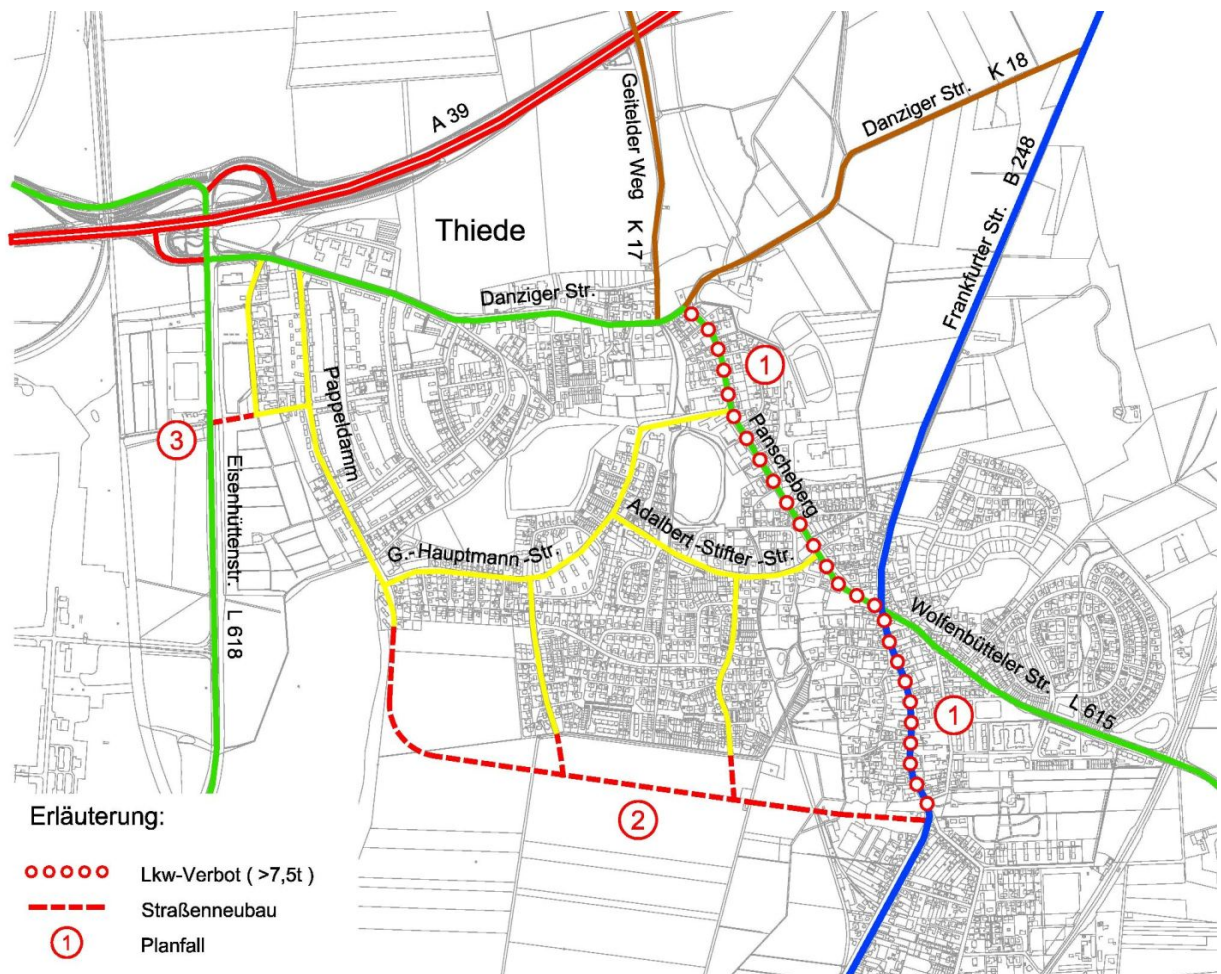 A 39
Geitelder Weg K 17
Danziger Str. K 18
Frankfurter Str. B 248
Thiede
Danziger Str.
1
Pappeldamm
Panscheberg
3
Eisenhüttenstr. L 618
G.-Hauptmann -Str.
Adalbert -Stifter -Str.
Wolfenbütteler Str. L 615
1
2
Erläuterung:
Lkw-Verbot ( >7,5t )
Straßenneubau
1 Planfall